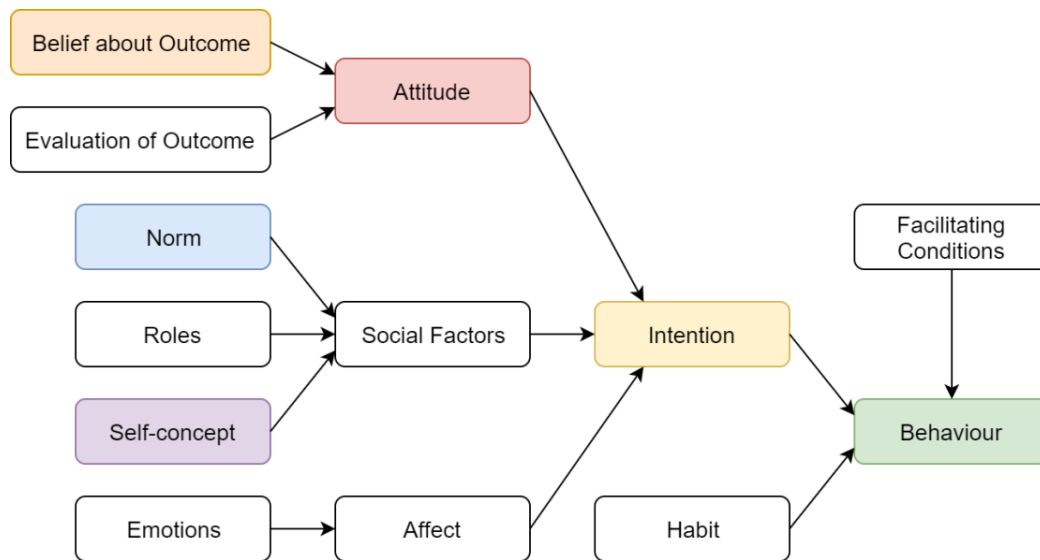 Belief about Outcome
Attitude
Evaluation of Outcome
Norm
Facilitating
Conditions
Roles
Social Factors
Intention
Self-concept
Behaviour
Emotions
Affect
Habit